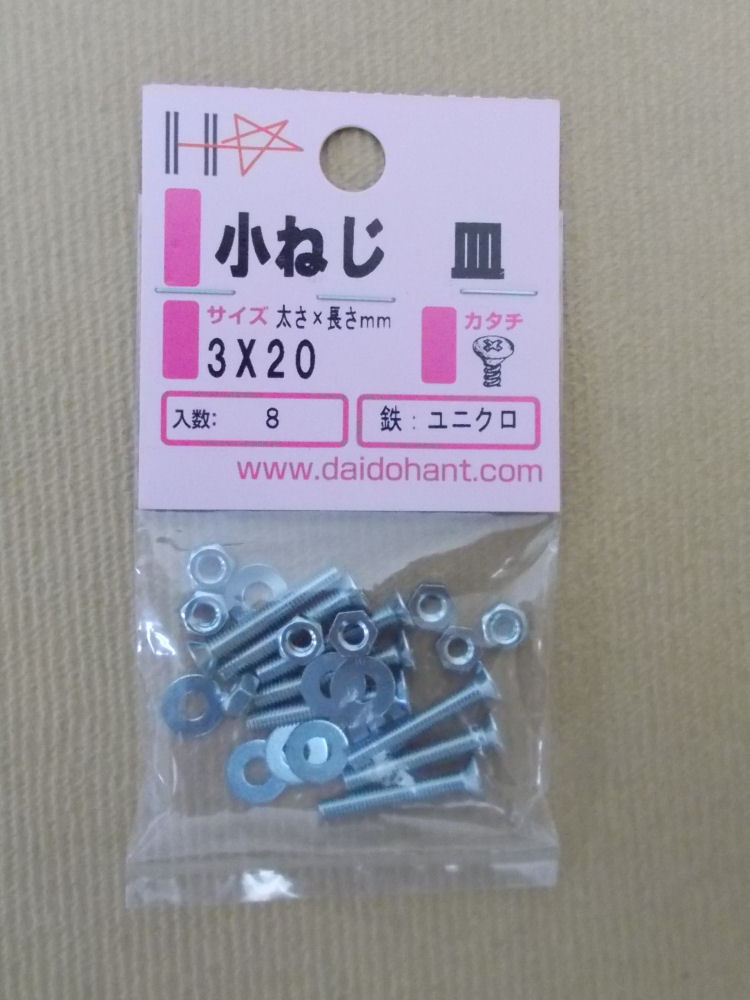 H
小ねじ 皿
サイズ 太さ×長さmm カタチ
3X20
入数: 8 鉄:ユニクロ
www.daidohant.com